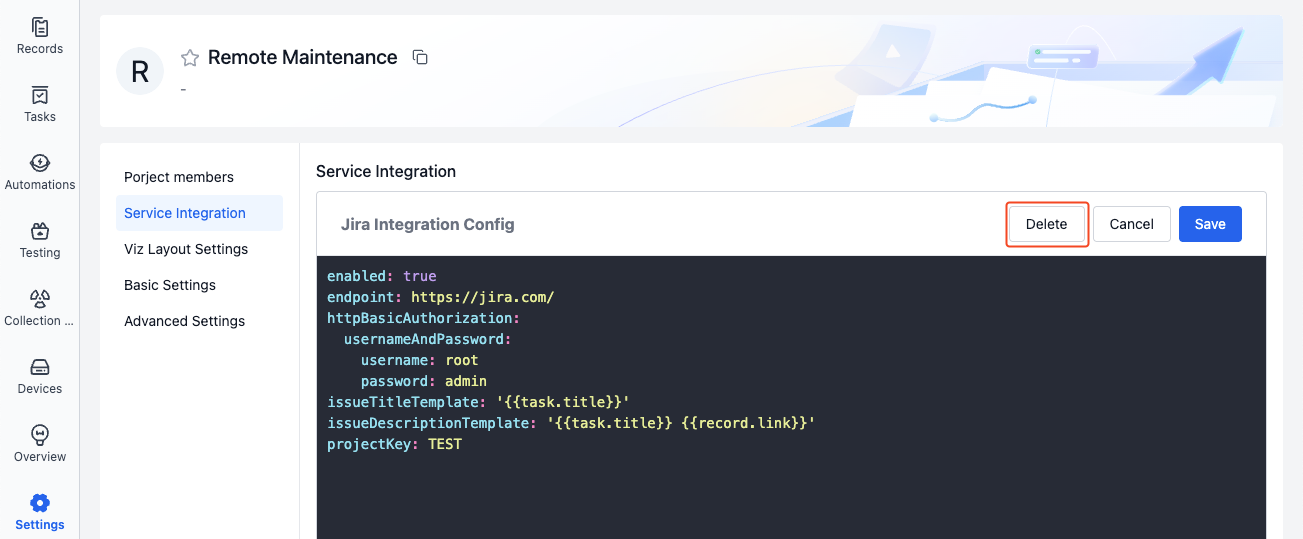 Records
Tasks
Automations
Testing
Collection ...
Devices
Overview
Settings
R
Remote Maintenance
-
Porject members
Service Integration
Viz Layout Settings
Basic Settings
Advanced Settings
Service Integration
Jira Integration Config
Delete
Cancel
Save
enabled: true
endpoint: https://jira.com/
httpBasicAuthorization:
  usernameAndPassword:
    username: root
    password: admin
issueTitleTemplate: '{{task.title}}'
issueDescriptionTemplate: '{{task.title}} {{record.link}}'
projectKey: TEST